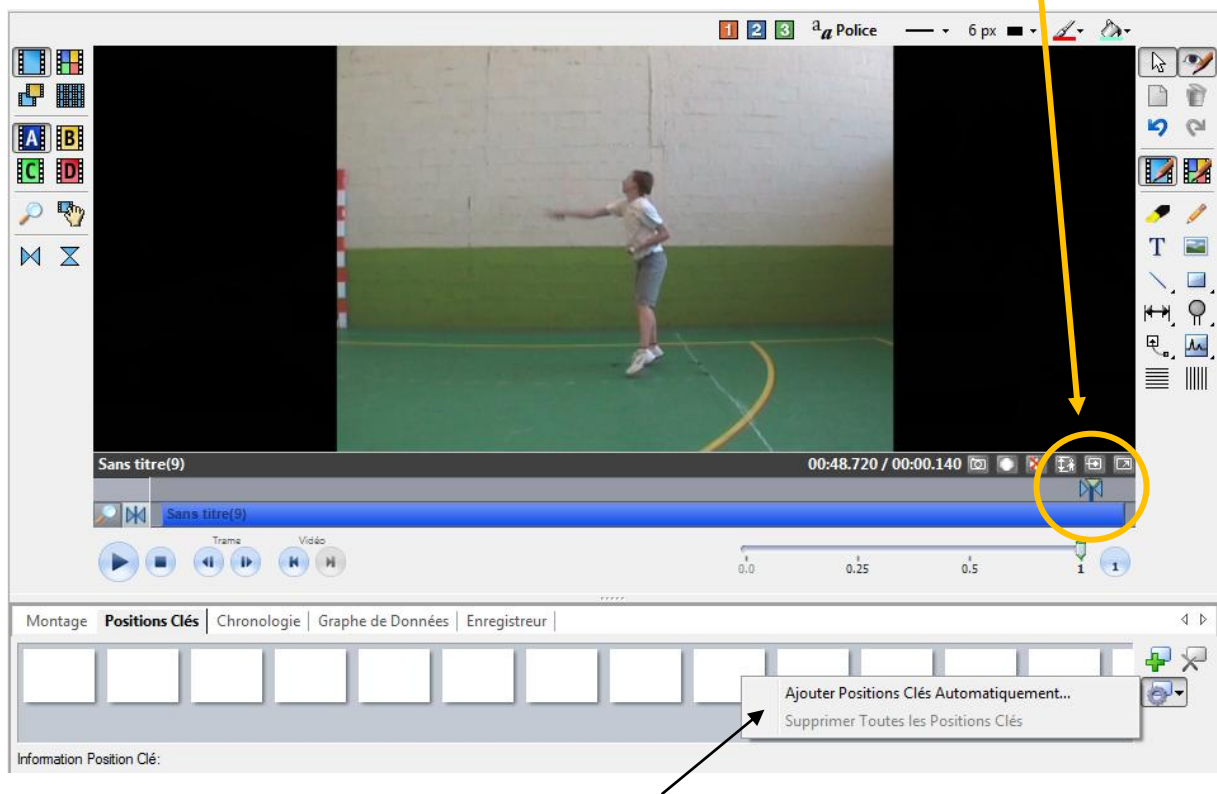 1 2 3 aa Police 6 px
A B
C D
T
Sans titre(9) 00:48.720 / 00:00.140
Sans titre(9)
Trame Vidéo
0.0 0.25 0.5 1 1
Montage Positions Clés Chronologie Graphe de Données Enregistreur
Ajouter Positions Clés Automatiquement...
Supprimer Toutes les Positions Clés
Information Position Clé: